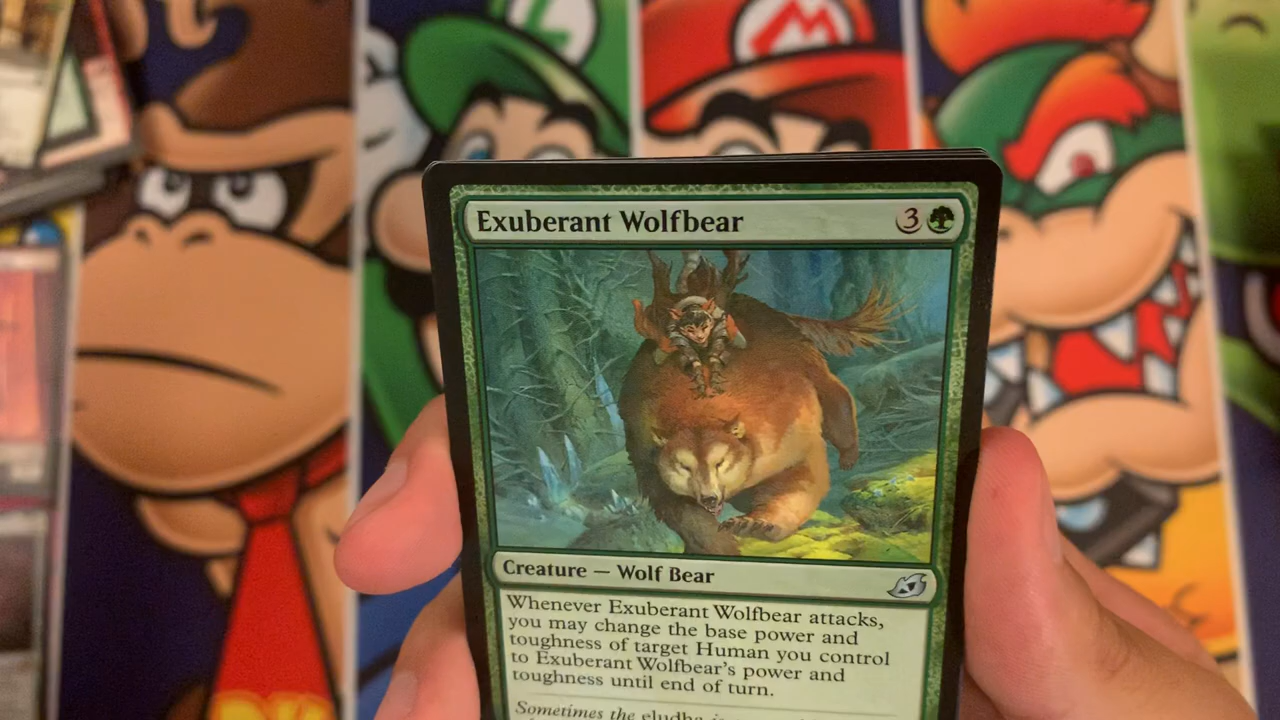 L
M
Exuberant Wolfbear 3
Creature — Wolf Bear
Whenever Exuberant Wolfbear attacks,
you may change the base power and
toughness of target Human you control
to Exuberant Wolfbear's power and
toughness until end of turn.
Sometimes the eludha